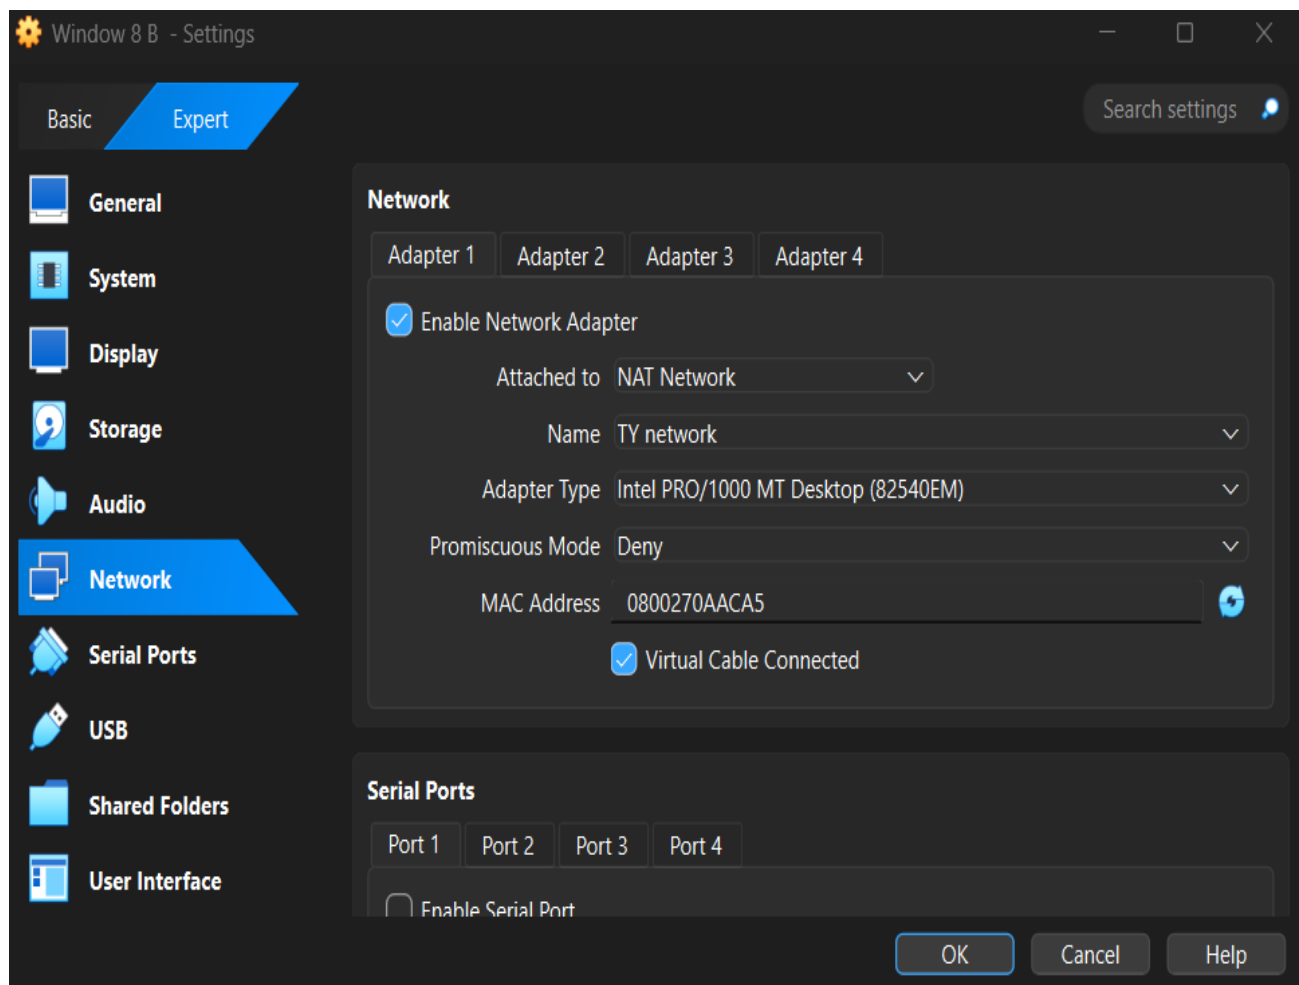 Window 8 B - Settings
Basic
Expert
Search settings
General
System
Display
Storage
Audio
Network
Serial Ports
USB
Shared Folders
User Interface
Network
Adapter 1 Adapter 2 Adapter 3 Adapter 4
Enable Network Adapter
Attached to NAT Network
Name TY network
Adapter Type Intel PRO/1000 MT Desktop (82540EM)
Promiscuous Mode Deny
MAC Address 0800270AACA5
Virtual Cable Connected
Serial Ports
Port 1 Port 2 Port 3 Port 4
Enable Serial Port
OK Cancel Help